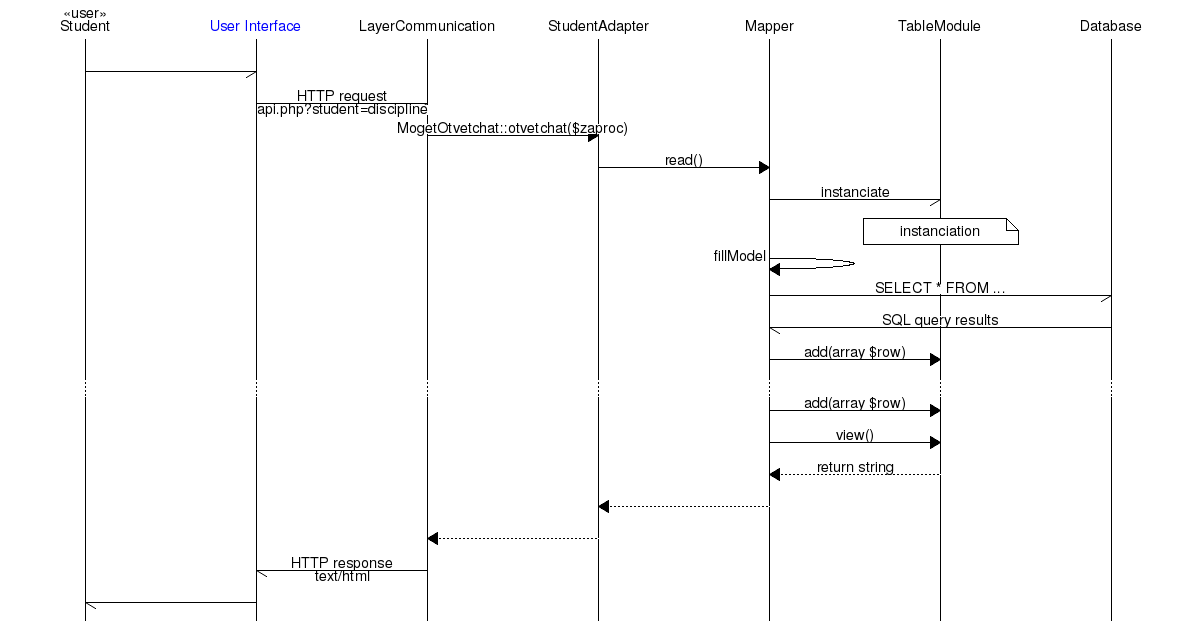 «user»
Student
User Interface
LayerCommunication
StudentAdapter
Mapper
TableModule
Database
HTTP request
api.php?student=discipline
MogetOtvetchat::otvetchat($zaproc)
read()
instanciate
instanciation
fillModel
SELECT * FROM ...
SQL query results
add(array $row)
add(array $row)
view()
return string
HTTP response
text/html